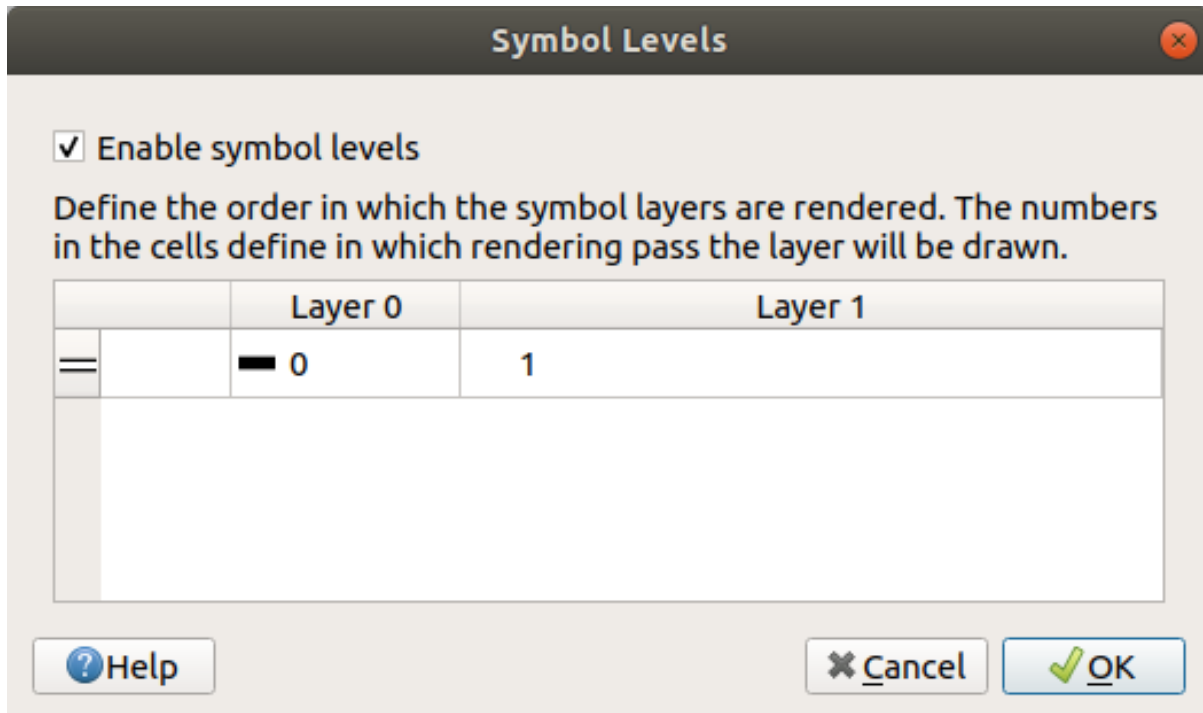 Symbol Levels
Enable symbol levels
Define the order in which the symbol layers are rendered. The numbers
in the cells define in which rendering pass the layer will be drawn.
Layer 0 Layer 1
0 1
Help Cancel OK